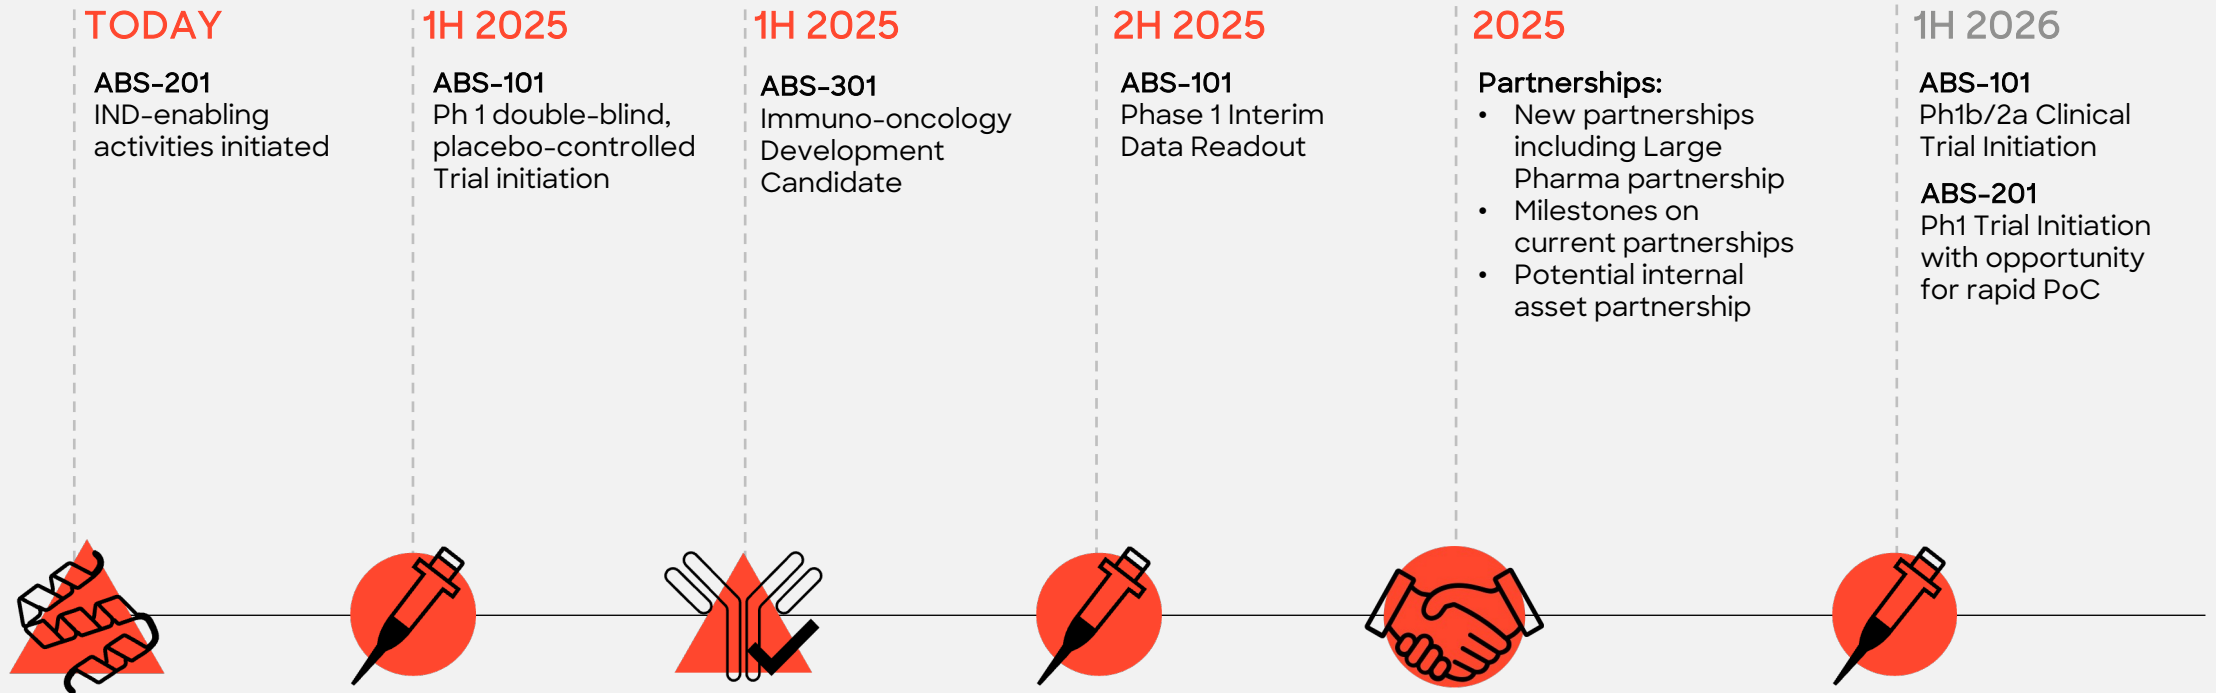 TODAY
ABS-201
IND-enabling
activities initiated
1H 2025
ABS-101
Ph 1 double-blind,
placebo-controlled
Trial initiation
1H 2025
ABS-301
Immuno-oncology
Development
Candidate
2H 2025
ABS-101
Phase 1 Interim
Data Readout
2025
Partnerships:
• New partnerships
including Large
Pharma partnership
• Milestones on
current partnerships
• Potential internal
asset partnership
1H 2026
ABS-101
Ph1b/2a Clinical
Trial Initiation
ABS-201
Ph1 Trial Initiation
with opportunity
for rapid PoC